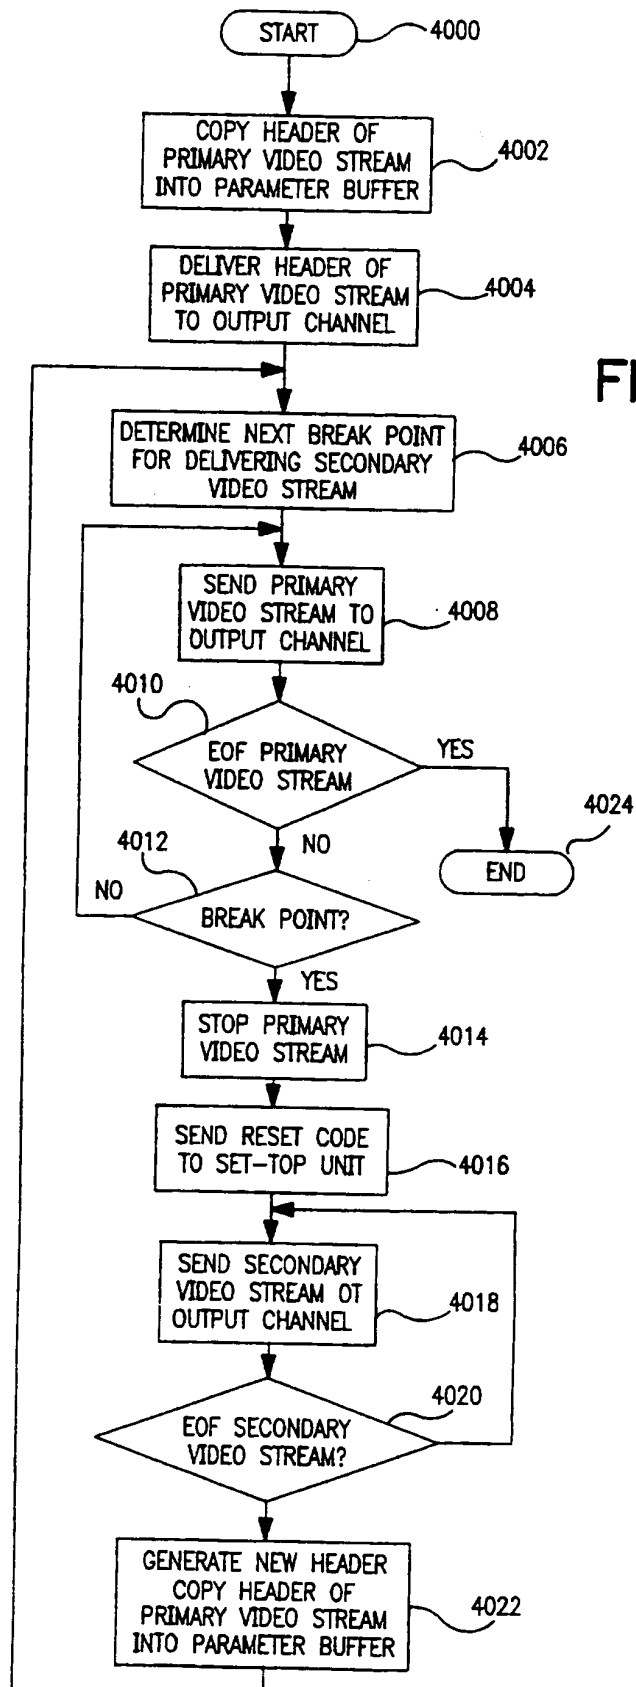 START
4000
COPY HEADER OF
PRIMARY VIDEO STREAM
INTO PARAMETER BUFFER
4002
DELIVER HEADER OF
PRIMARY VIDEO STREAM
TO OUTPUT CHANNEL
4004
FI
DETERMINE NEXT BREAK POINT
FOR DELIVERING SECONDARY
VIDEO STREAM
4006
SEND PRIMARY
VIDEO STREAM TO
OUTPUT CHANNEL
4008
4010
EOF PRIMARY
VIDEO STREAM
YES
4024
END
NO
4012
NO
BREAK POINT?
YES
STOP PRIMARY
VIDEO STREAM
4014
SEND RESET CODE
TO SET-TOP UNIT
4016
SEND SECONDARY
VIDEO STREAM OT
OUTPUT CHANNEL
4018
4020
EOF SECONDARY
VIDEO STREAM?
GENERATE NEW HEADER
COPY HEADER OF
PRIMARY VIDEO STREAM
INTO PARAMETER BUFFER
4022